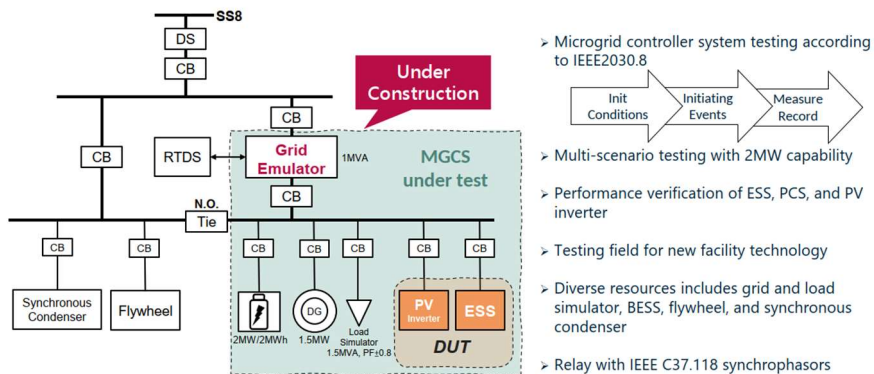 SS8
DS
CB
Under
Construction
CB
CB
RTDS
Grid
Emulator
1MVA
MGCS
under test
CB
N.O.
Tie
CB
CB
CB
CB
CB
CB
CB
Synchronous
Condenser
Flywheel
2MW/2MWh
DG
1.5MW
Load
Simulator
1.5MVA, PF±0.8
PV
Inverter
ESS
DUT
➢ Microgrid controller system testing according
to IEEE2030.8
Init
Conditions
Initiating
Events
Measure
Record
➢ Multi-scenario testing with 2MW capability
➢ Performance verification of ESS, PCS, and PV
inverter
➢ Testing field for new facility technology
➢ Diverse resources includes grid and load
simulator, BESS, flywheel, and synchronous
condenser
➢ Relay with IEEE C37.118 synchrophasors